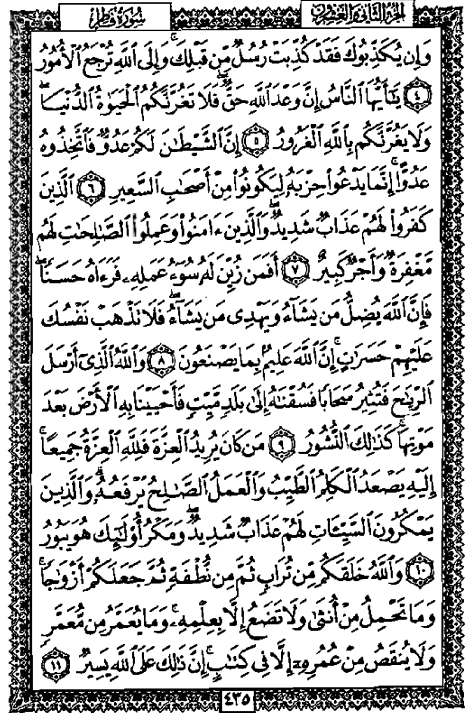 الجزء الثاني والعشرون
سورة فاطر
وَإِن يُكَذِّبُوكَ فَقَدْ كُذِّبَتْ رُسُلٌ مِّن قَبْلِكَ ۚ وَإِلَى ٱللَّهِ تُرْجَعُ ٱلْأُمُورُ
٤ يَٰٓأَيُّهَا ٱلنَّاسُ إِنَّ وَعْدَ ٱللَّهِ حَقٌّ ۖ فَلَا تَغُرَّنَّكُمُ ٱلْحَيَوٰةُ ٱلدُّنْيَا ۖ
وَلَا يَغُرَّنَّكُم بِٱللَّهِ ٱلْغَرُورُ ٥ إِنَّ ٱلشَّيْطَٰنَ لَكُمْ عَدُوٌّ فَٱتَّخِذُوهُ
عَدُوًّا ۚ إِنَّمَا يَدْعُوا۟ حِزْبَهُۥ لِيَكُونُوا۟ مِنْ أَصْحَٰبِ ٱلسَّعِيرِ ٦ ٱلَّذِينَ
كَفَرُوا۟ لَهُمْ عَذَابٌ شَدِيدٌ ۖ وَٱلَّذِينَ ءَامَنُوا۟ وَعَمِلُوا۟ ٱلصَّٰلِحَٰتِ لَهُم
مَّغْفِرَةٌ وَأَجْرٌ كَبِيرٌ ٧ أَفَمَن زُيِّنَ لَهُۥ سُوٓءُ عَمَلِهِۦ فَرَءَاهُ حَسَنًا ۖ
فَإِنَّ ٱللَّهَ يُضِلُّ مَن يَشَآءُ وَيَهْدِى مَن يَشَآءُ ۖ فَلَا تَذْهَبْ نَفْسُكَ
عَلَيْهِمْ حَسَرَٰتٍ ۚ إِنَّ ٱللَّهَ عَلِيمٌۢ بِمَا يَصْنَعُونَ ٨ وَٱللَّهُ ٱلَّذِىٓ أَرْسَلَ
ٱلرِّيَٰحَ فَتُثِيرُ سَحَابًا فَسُقْنَٰهُ إِلَىٰ بَلَدٍ مَّيِّتٍ فَأَحْيَيْنَا بِهِ ٱلْأَرْضَ بَعْدَ
مَوْتِهَا ۚ كَذَٰلِكَ ٱلنُّشُورُ ٩ مَن كَانَ يُرِيدُ ٱلْعِزَّةَ فَلِلَّهِ ٱلْعِزَّةُ جَمِيعًا ۚ
إِلَيْهِ يَصْعَدُ ٱلْكَلِمُ ٱلطَّيِّبُ وَٱلْعَمَلُ ٱلصَّٰلِحُ يَرْفَعُهُۥ ۚ وَٱلَّذِينَ
يَمْكُرُونَ ٱلسَّيِّـَٔاتِ لَهُمْ عَذَابٌ شَدِيدٌ ۖ وَمَكْرُ أُو۟لَٰٓئِكَ هُوَ يَبُورُ
١٠ وَٱللَّهُ خَلَقَكُم مِّن تُرَابٍ ثُمَّ مِن نُّطْفَةٍ ثُمَّ جَعَلَكُمْ أَزْوَٰجًا ۚ
وَمَا تَحْمِلُ مِنْ أُنثَىٰ وَلَا تَضَعُ إِلَّا بِعِلْمِهِۦ ۚ وَمَا يُعَمَّرُ مِن مُّعَمَّرٍ
وَلَا يُنقَصُ مِنْ عُمُرِهِۦٓ إِلَّا فِى كِتَٰبٍ ۚ إِنَّ ذَٰلِكَ عَلَى ٱللَّهِ يَسِيرٌ ١١
٤٣٥